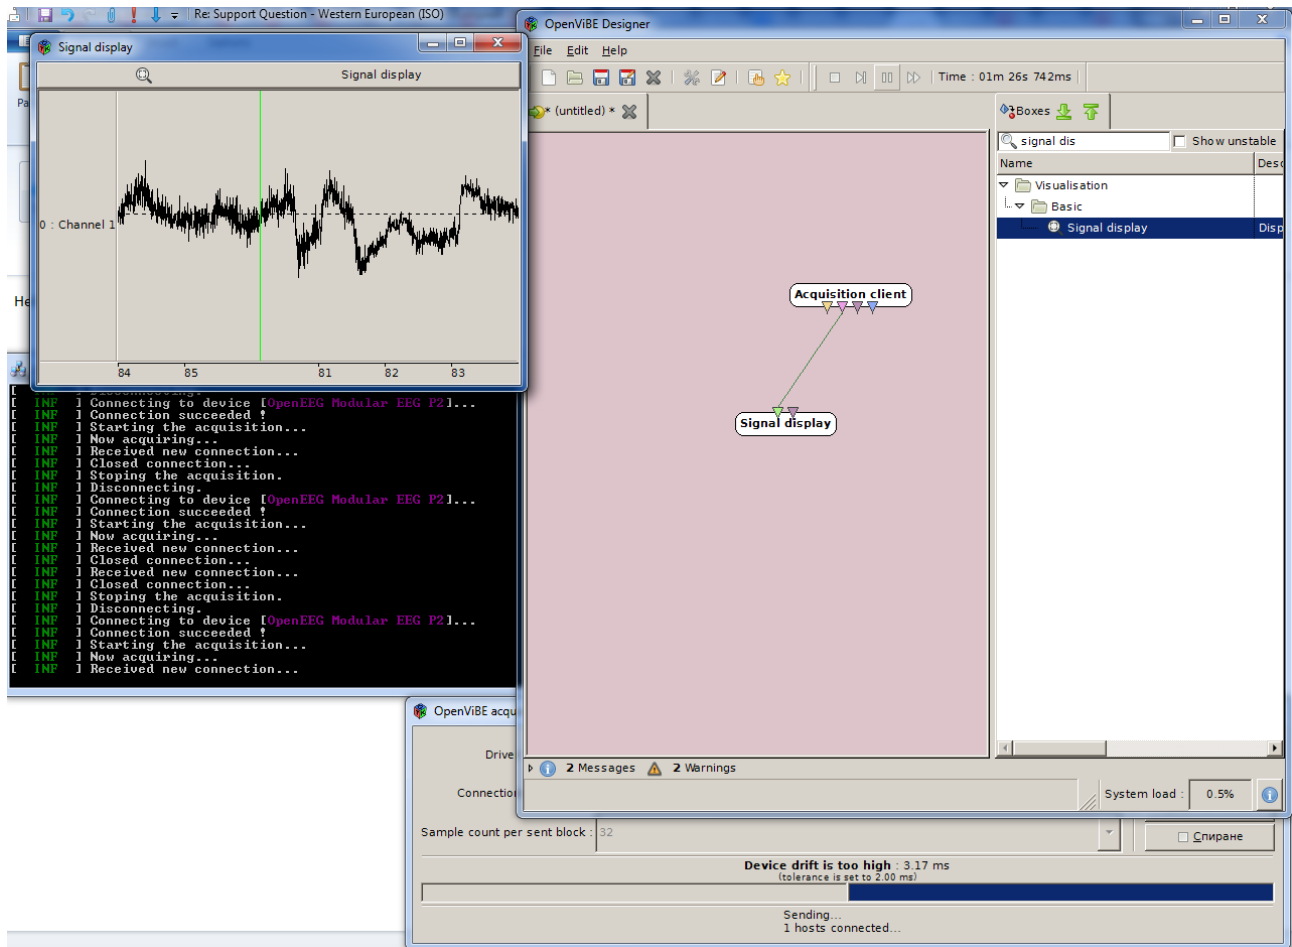 Re: Support Question - Western European (ISO)
Signal display
Signal display
0 : Channel 1
84 85 81 82 83
[ INF ] Connecting to device [OpenEEG Modular EEG P2]...
[ INF ] Connection succeeded !
[ INF ] Starting the acquisition...
[ INF ] Now acquiring...
[ INF ] Received new connection...
[ INF ] Closed connection...
[ INF ] Stoping the acquisition.
[ INF ] Disconnecting.
[ INF ] Connecting to device [OpenEEG Modular EEG P2]...
[ INF ] Connection succeeded !
[ INF ] Starting the acquisition...
[ INF ] Now acquiring...
[ INF ] Received new connection...
[ INF ] Closed connection...
[ INF ] Received new connection...
[ INF ] Closed connection...
[ INF ] Stoping the acquisition.
[ INF ] Disconnecting.
[ INF ] Connecting to device [OpenEEG Modular EEG P2]...
[ INF ] Connection succeeded !
[ INF ] Starting the acquisition...
[ INF ] Now acquiring...
[ INF ] Received new connection...
OpenViBE Designer
File Edit Help
Time : 01m 26s 742ms
* (untitled) *
Boxes
signal dis
Show unstable
Name Desc
Visualisation
Basic
Signal display Disp
Acquisition client
Signal display
2 Messages 2 Warnings
System load : 0.5%
OpenViBE acqu
Drive
Connection
Sample count per sent block : 32
Спиране
Device drift is too high : 3.17 ms
(tolerance is set to 2.00 ms)
Sending...
1 hosts connected...